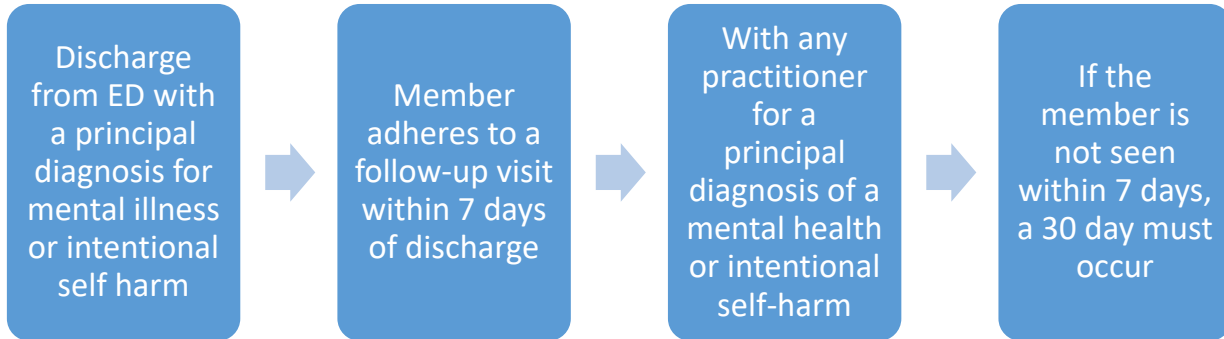 Discharge
from ED with
a principal
diagnosis for
mental illness
or intentional
self harm
Member
adheres to a
follow-up visit
within 7 days
of discharge
With any
practitioner
for a
principal
diagnosis of a
mental health
or intentional
self-harm
If the
member is
not seen
within 7 days,
a 30 day must
occur